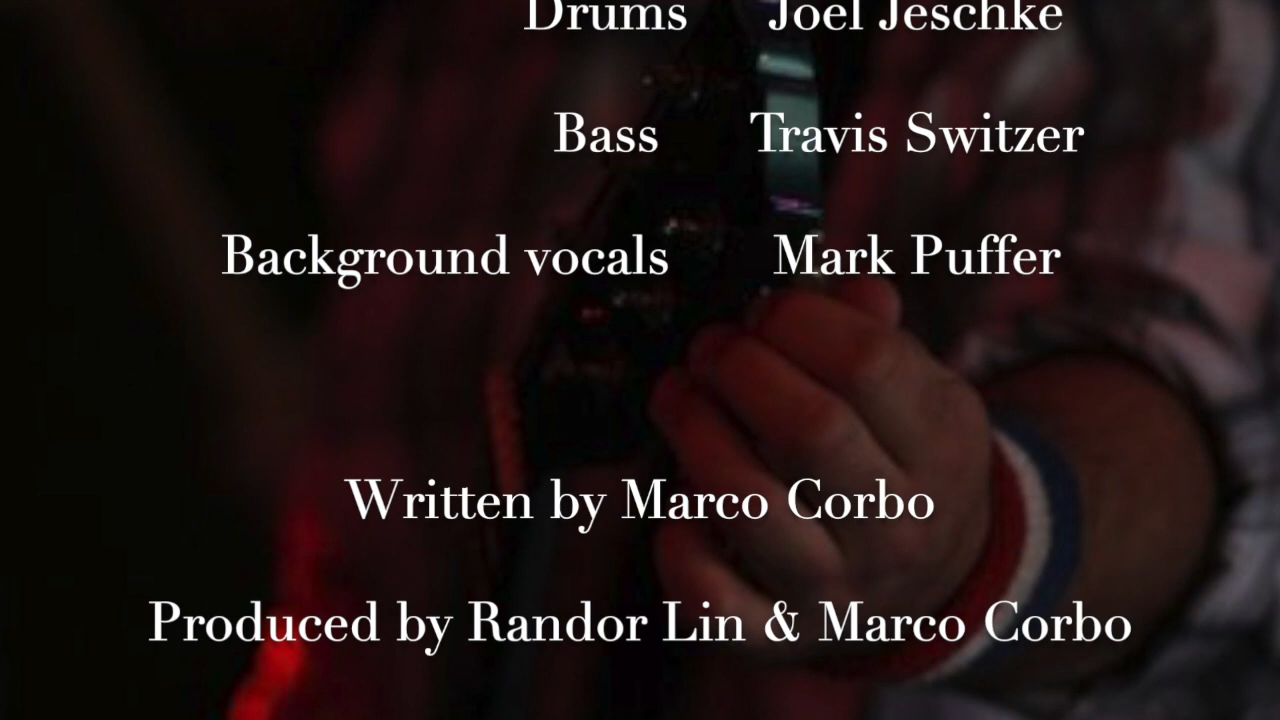 Drums Joel Jeschke
Bass Travis Switzer
Background vocals Mark Puffer
Written by Marco Corbo
Produced by Randor Lin & Marco Corbo